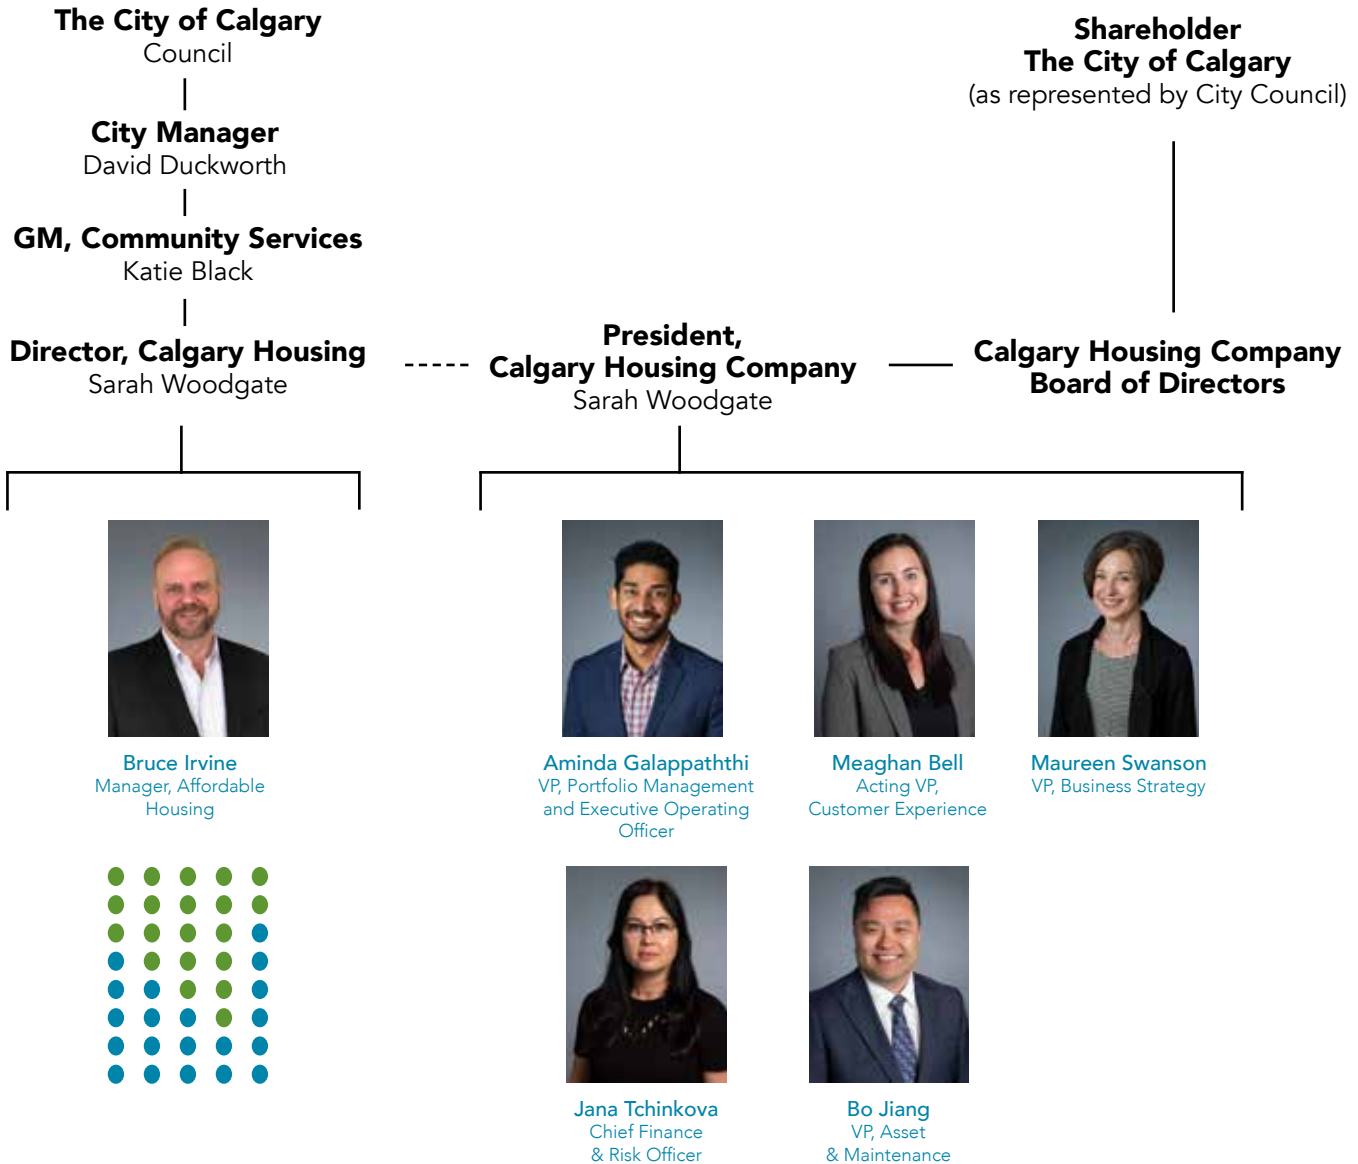 The City of Calgary
Council
City Manager
David Duckworth
GM, Community Services
Katie Black
Director, Calgary Housing
Sarah Woodgate
President,
Calgary Housing Company
Sarah Woodgate
Shareholder
The City of Calgary
(as represented by City Council)
Calgary Housing Company
Board of Directors
Bruce Irvine
Manager, Affordable
Housing
Aminda Galappaththi
VP, Portfolio Management
and Executive Operating
Officer
Meaghan Bell
Acting VP,
Customer Experience
Maureen Swanson
VP, Business Strategy
Jana Tchinkova
Chief Finance
& Risk Officer
Bo Jiang
VP, Asset
& Maintenance